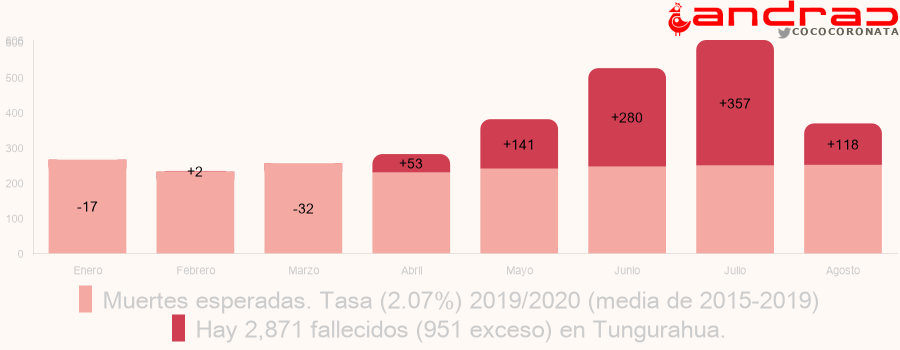 andrac
COCOCORONATA
605
600
500
400
300
200
100
0
-17
+2
-32
+53
+141
+280
+357
+118
Enero
Febrero
Marzo
Abril
Mayo
Junio
Julio
Agosto
Muertes esperadas. Tasa (2.07%) 2019/2020 (media de 2015-2019)
Hay 2,871 fallecidos (951 exceso) en Tungurahua.